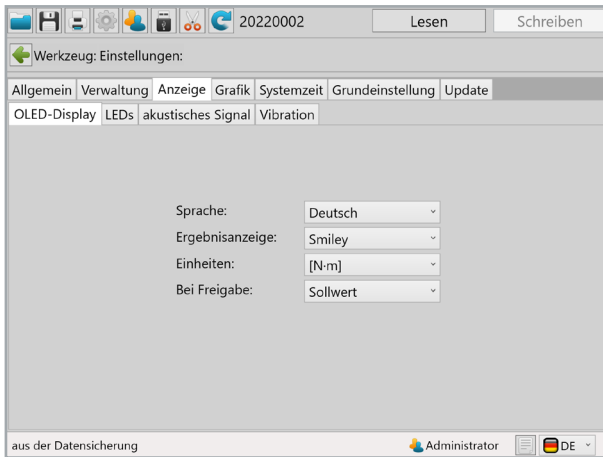 20220002 Lesen Schreiben
Werkzeug: Einstellungen:
Allgemein Verwaltung Anzeige Grafik Systemzeit Grundeinstellung Update
OLED-Display LEDs akustisches Signal Vibration
Sprache: Deutsch
Ergebnisanzeige: Smiley
Einheiten: [N·m]
Bei Freigabe: Sollwert
aus der Datensicherung Administrator DE